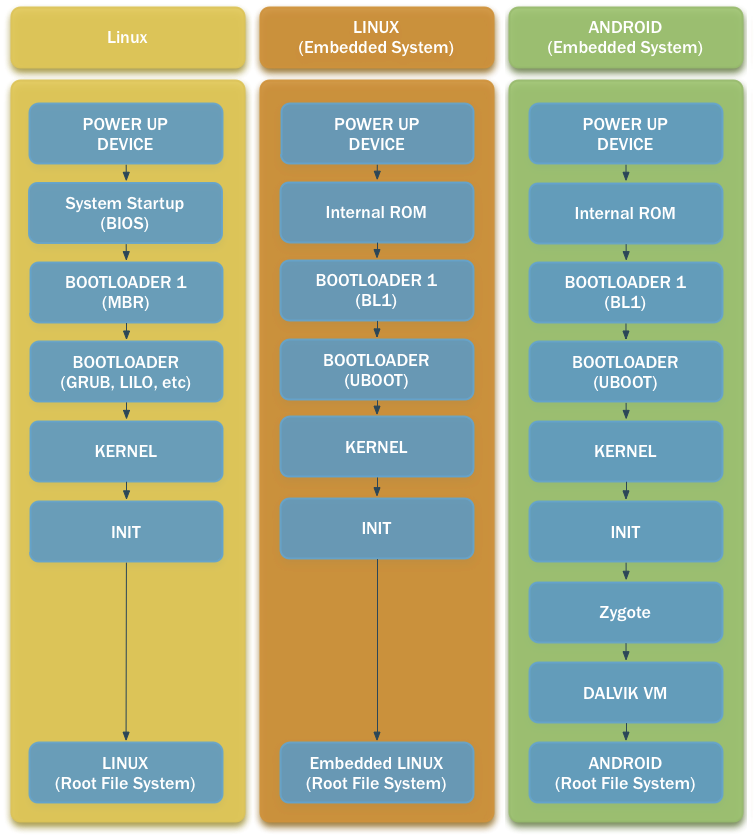 Linux
POWER UP
DEVICE
System Startup
(BIOS)
BOOTLOADER 1
(MBR)
BOOTLOADER
(GRUB, LILO, etc)
KERNEL
INIT
LINUX
(Root File System)
LINUX
(Embedded System)
POWER UP
DEVICE
Internal ROM
BOOTLOADER 1
(BL1)
BOOTLOADER
(UBOOT)
KERNEL
INIT
Embedded LINUX
(Root File System)
ANDROID
(Embedded System)
POWER UP
DEVICE
Internal ROM
BOOTLOADER 1
(BL1)
BOOTLOADER
(UBOOT)
KERNEL
INIT
Zygote
DALVIK VM
ANDROID
(Root File System)